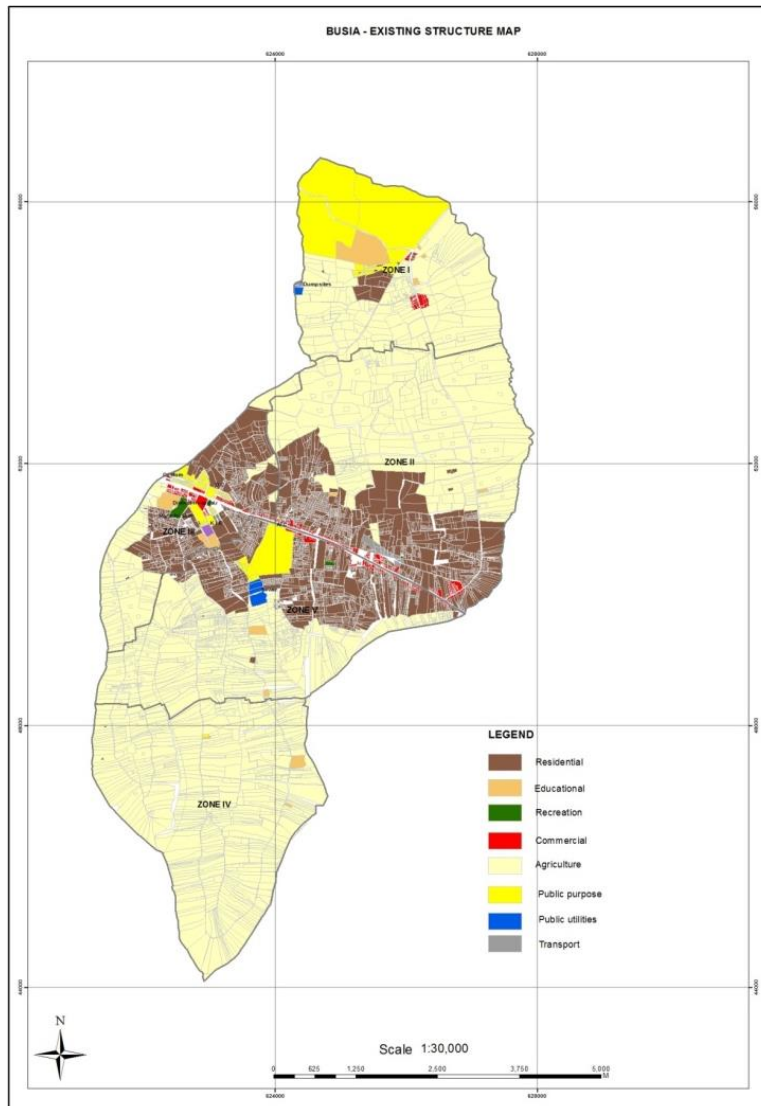 BUSIA - EXISTING STRUCTURE MAP
624000
628000
ZONE I
Dumpsites
ZONE II
ZONE III
ZONE V
ZONE IV
LEGEND
Residential
Educational
Recreation
Commercial
Agriculture
Public purpose
Public utilities
Transport
N
Scale 1:30,000
0 625 1,250 2,500 3,750 5,000
M
624000
628000